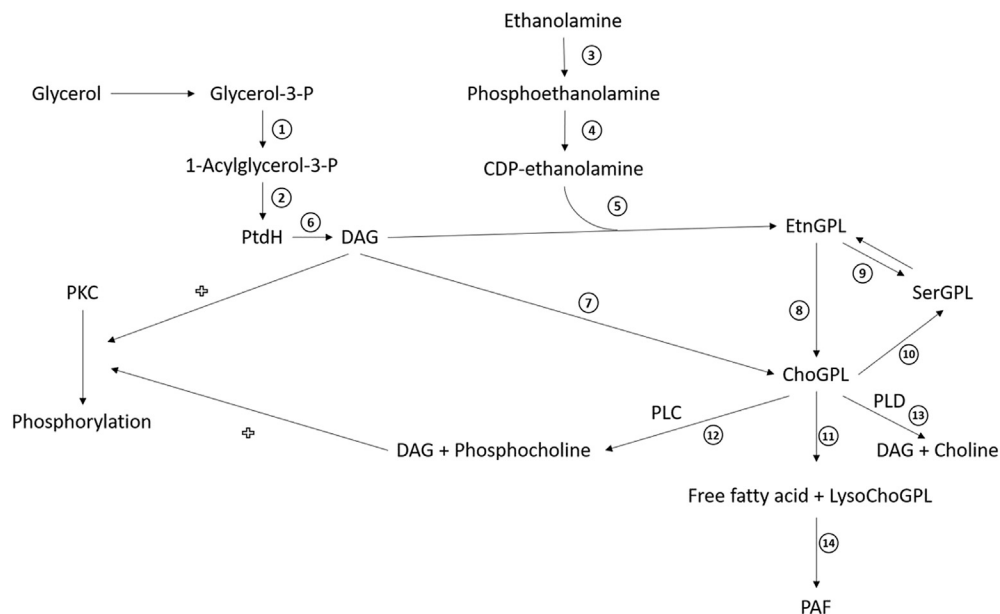 Ethanolamine
3
Glycerol
Glycerol-3-P
Phosphoethanolamine
1
4
1-Acylglycerol-3-P
CDP-ethanolamine
2
5
6
PtdH
DAG
EtnGPL
9
PKC
SerGPL
7
8
10
ChoGPL
PLC
PLD
13
Phosphorylation
12
11
DAG + Phosphocholine
DAG + Choline
Free fatty acid + LysoChoGPL
14
PAF